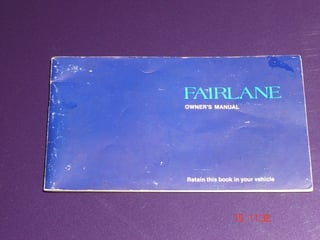 FAIRLANE
OWNER'S MANUAL
Retain this book in your vehicle